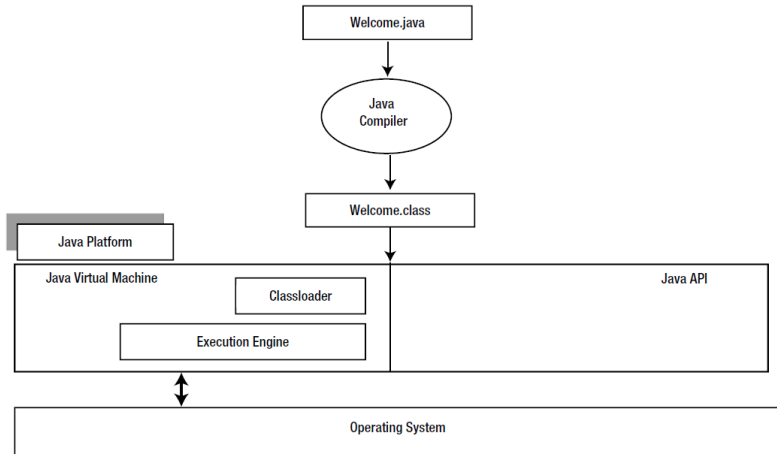 Welcome.java
Java
Compiler
Welcome.class
Java Platform
Java Virtual Machine
Java API
Classloader
Execution Engine
Operating System